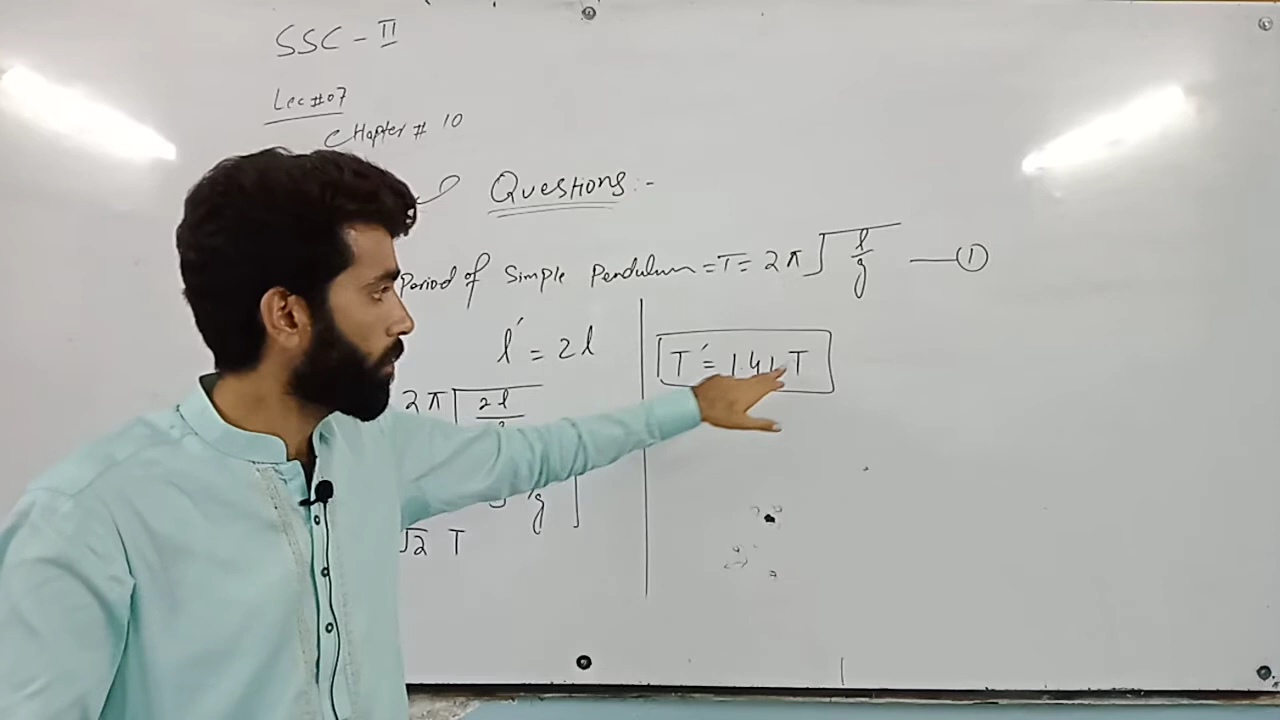 SSC - II
Lec #07
CHapter # 10
Questions:-
Period of Simple Pendulum = T = 2π√(l/g) —①
l′ = 2l
2π√(2l/
g
√2 T
T′ = 1.41 T